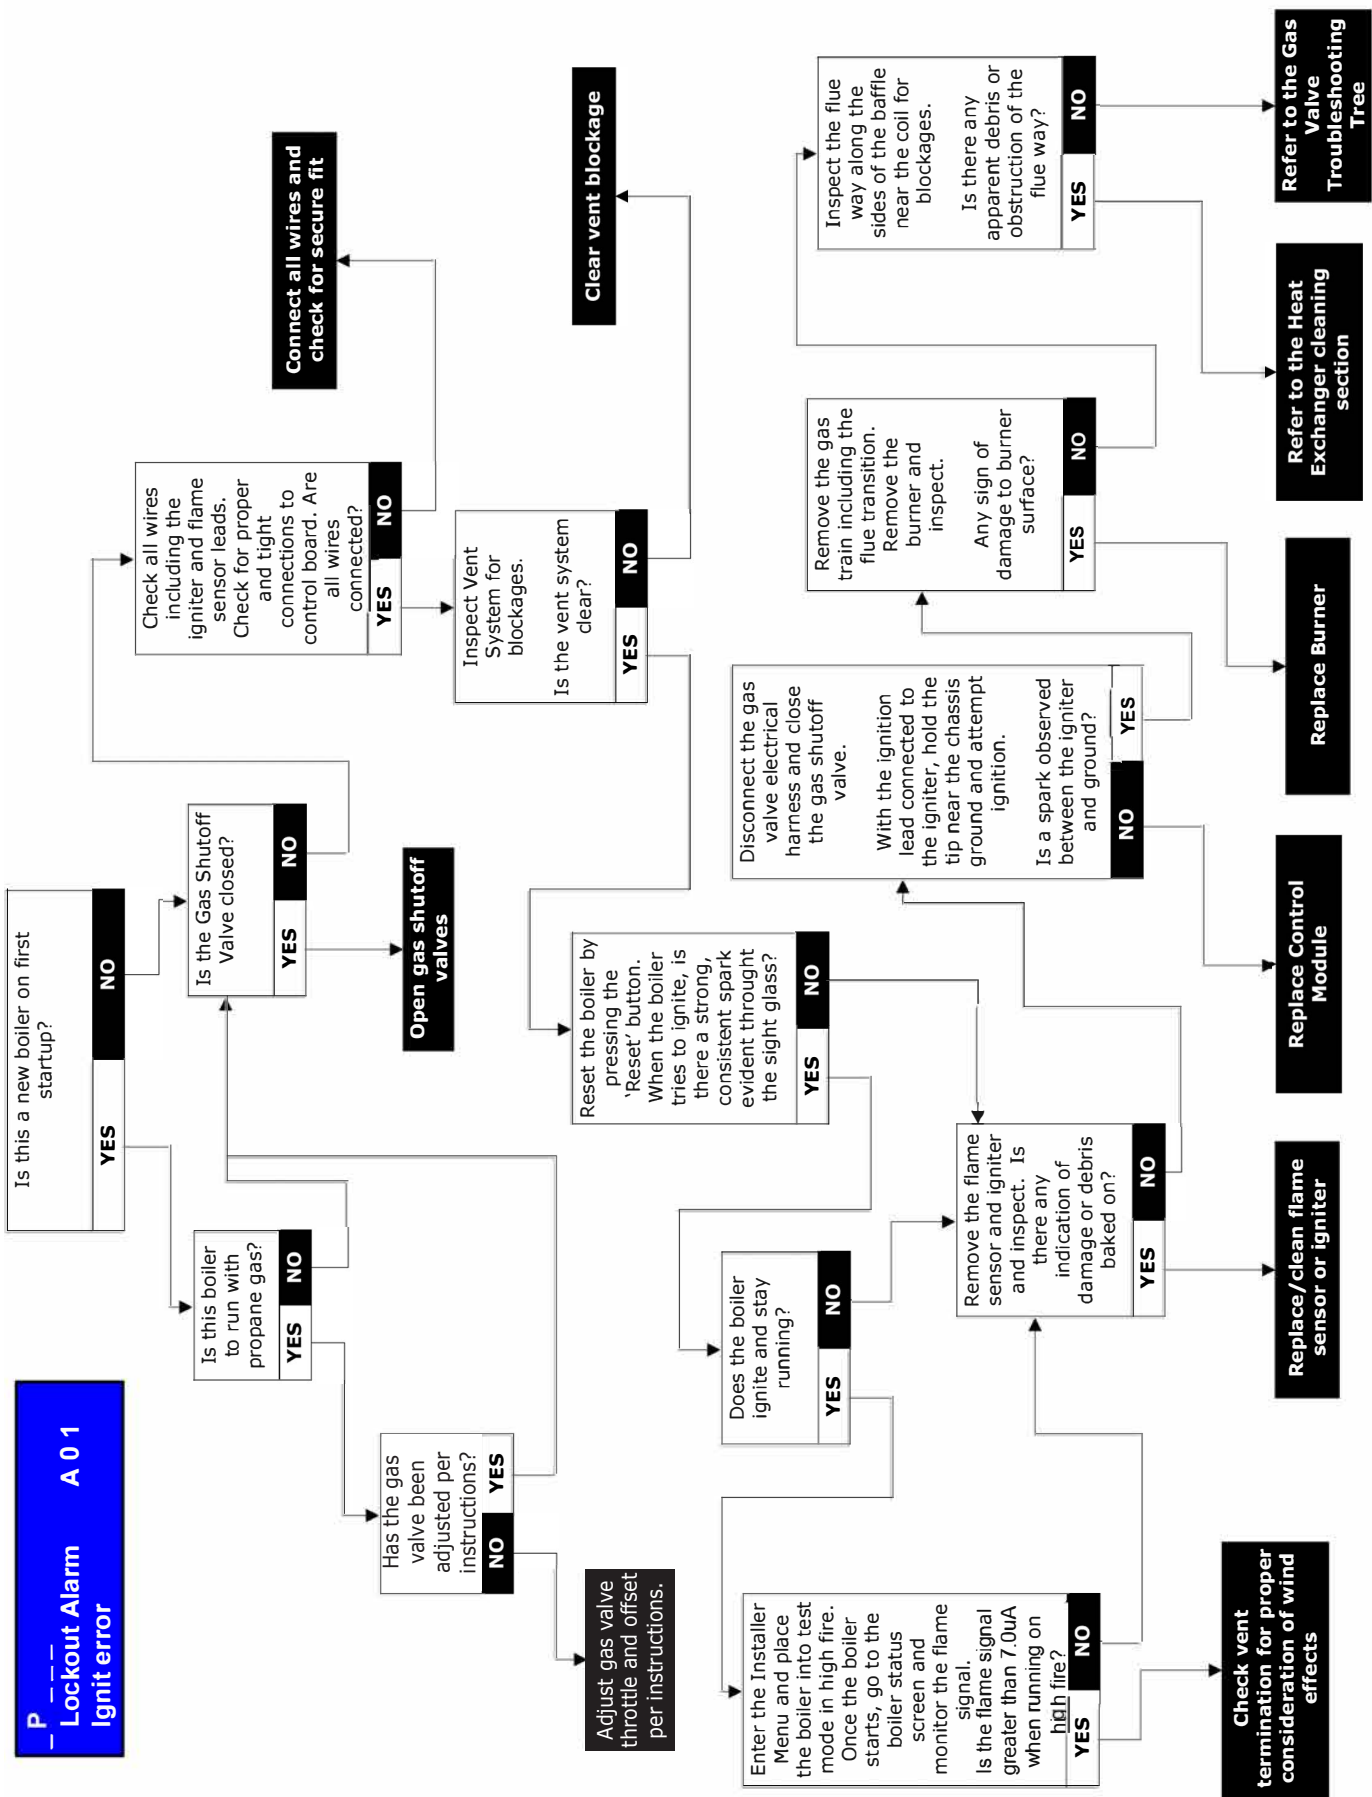 _P _ _ _
Lockout Alarm A 0 1
Ignit error
Is this a new boiler on first
startup?
YES NO
Is this boiler
to run with
propane gas?
YES NO
Is the Gas Shutoff
Valve closed?
YES NO
Check all wires
including the
igniter and flame
sensor leads.
Check for proper
and tight
connections to
control board. Are
all wires
connected?
YES NO
Connect all wires and
check for secure fit
Has the gas
valve been
adjusted per
instructions?
NO YES
Open gas shutoff
valves
Inspect Vent
System for
blockages.
Is the vent system
clear?
YES NO
Clear vent blockage
Adjust gas valve
throttle and offset
per instructions.
Reset the boiler by
pressing the
‘Reset’ button.
When the boiler
tries to ignite, is
there a strong,
consistent spark
evident throught
the sight glass?
YES NO
Does the boiler
ignite and stay
running?
YES NO
Enter the Installer
Menu and place
the boiler into test
mode in high fire.
Once the boiler
starts, go to the
boiler status
screen and
monitor the flame
signal.
Is the flame signal
greater than 7.0uA
when running on
high fire?
YES NO
Remove the flame
sensor and igniter
and inspect. Is
there any
indication of
damage or debris
baked on?
YES NO
Disconnect the gas
valve electrical
harness and close
the gas shutoff
valve.
With the ignition
lead connected to
the igniter, hold the
tip near the chassis
ground and attempt
ignition.
Is a spark observed
between the igniter
and ground?
NO YES
Remove the gas
train including the
flue transition.
Remove the
burner and
inspect.
Any sign of
damage to burner
surface?
YES NO
Inspect the flue
way along the
sides of the baffle
near the coil for
blockages.
Is there any
apparent debris or
obstruction of the
flue way?
YES NO
Check vent
termination for proper
consideration of wind
effects
Replace/clean flame
sensor or igniter
Replace Control
Module
Replace Burner
Refer to the Heat
Exchanger cleaning
section
Refer to the Gas
Valve
Troubleshooting
Tree